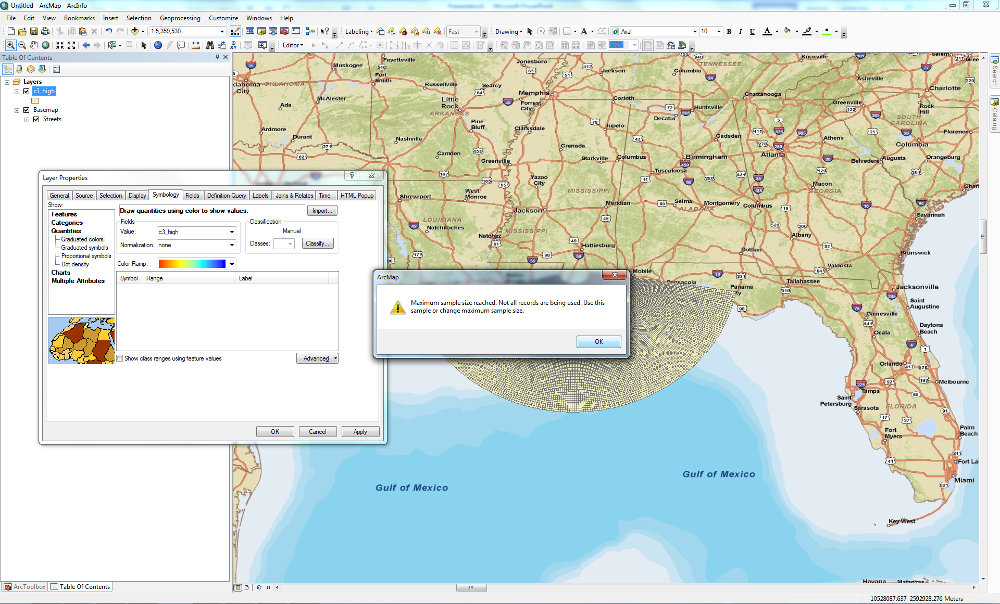 Untitled - ArcMap - ArcInfo
File Edit View Bookmarks Insert Selection Geoprocessing Customize Windows Help
1:5,359,530
Labeling
Fast
Drawing
Arial
10
B I U A
Editor
100%
Table Of Contents
Layers
c3_high
Basemap
Streets
Search
Catalog
Layer Properties
General Source Selection Display Symbology Fields Definition Query Labels Joins & Relates Time HTML Popup
Show:
Features
Categories
Quantities
Graduated colors
Graduated symbols
Proportional symbols
Dot density
Charts
Multiple Attributes
Draw quantities using color to show values.
Import...
Fields
Value: c3_high
Normalization: none
Classification
Manual
Classes:
Classify...
Color Ramp:
Symbol Range Label
Show class ranges using feature values
Advanced
OK Cancel Apply
ArcMap
Maximum sample size reached. Not all records are being used. Use this
sample or change maximum sample size.
OK
Fayetteville
Muskogee
Fort
Smith
OKLAHOMA
City
McAlester
Ada
Ardmore
Durant
Russellville
Searcy
Jonesboro
Little
Rock
ARKANSAS
Memphis
Forrest
City
Pine
Bluff
Clarksdale
Nashville
Camden
Greenville
Grenada
Jackson
Corinth
Tupelo
Starkville
Columbus
Yazoo
City
West
Monroe
Shreveport
MISSISSIPPI
Meridian
LOUISIANA
Natchitoches
Jackson
MISSISSIPPI
Natchez
Hattiesburg
Columbia
TENNESSEE
Knoxville
Salem
Asheville
Charlotte
Chattanooga
Huntsville
Decatur
Greenville
Rock
Hill
SOUTH
CAROLINA
Florence
Gadsden
Athens
Columbia
Birmingham
Atlanta
Belvedere
Augusta
Orangeburg
Tuscaloosa
Macon
GEORGIA
Selma
ALABAMA
Montgomery
Columbus
Savannah
Albany
Dothan
Brunswick
Valdosta
Mobile
Pensacola
Panama
Tallahassee
Jacksonville
Saint
Augustine
Gainesville
Ocala
Daytona
Beach
Orlando
Melbourne
Tampa
Saint
Petersburg
FLORIDA
Sarasota
Fort
Myers
Palm
Beach
Miami
Key West
Gulf of Mexico
Gulf of Mexico
Havana
Matanzas
ArcToolbox
Table Of Contents
-10528087.637 2592928.276 Meters